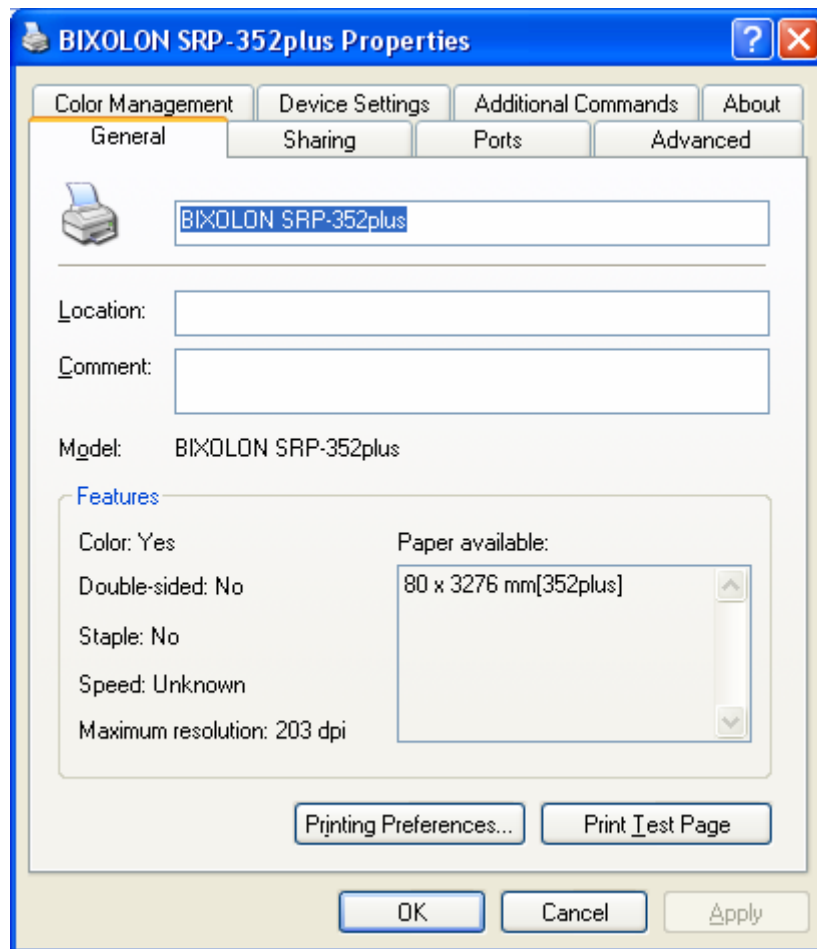 BIXOLON SRP-352plus Properties
?
Color Management Device Settings Additional Commands About
General Sharing Ports Advanced
BIXOLON SRP-352plus
Location:
Comment:
Model: BIXOLON SRP-352plus
Features
Color: Yes
Double-sided: No
Staple: No
Speed: Unknown
Maximum resolution: 203 dpi
Paper available:
80 x 3276 mm[352plus]
Printing Preferences... Print Test Page
OK Cancel Apply